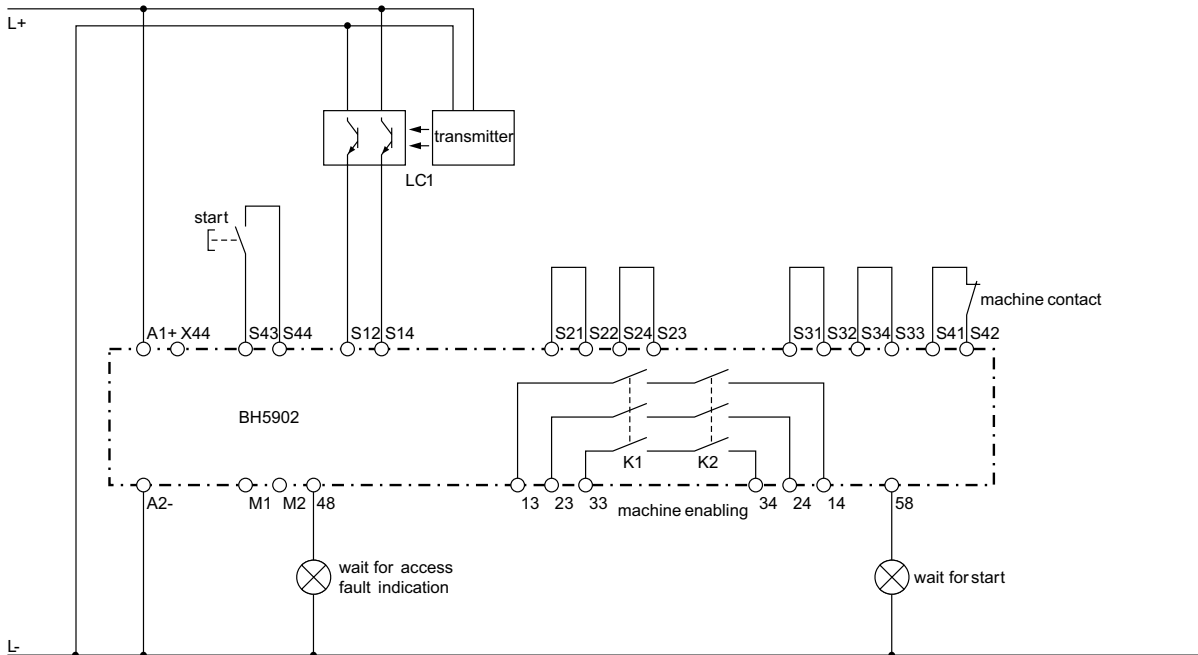 L+
transmitter
LC1
start
machine contact
A1+ X44 S43 S44 S12 S14 S21 S22 S24 S23 S31 S32 S34 S33 S41 S42
BH5902
K1 K2
A2- M1 M2 48 13 23 33 machine enabling 34 24 14 58
wait for access
fault indication
wait for start
L-